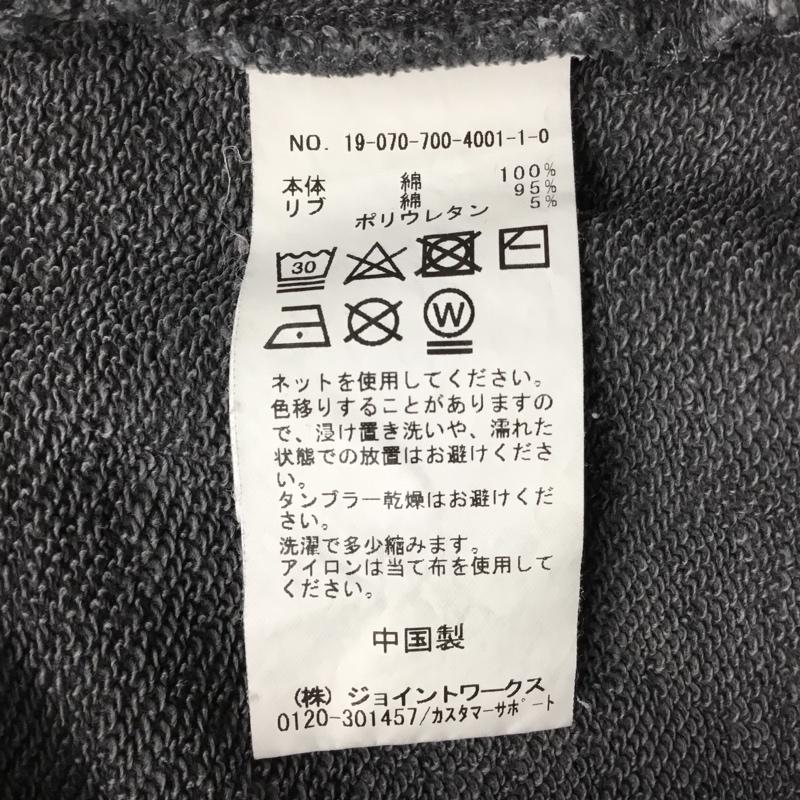 NO. 19-070-700-4001-1-0
本体 綿 100%
リブ 綿 95%
ポリウレタン 5%
30
W
ネットを使用してください。
色移りすることがありますの
で、浸け置き洗いや、濡れた
状態での放置はお避けくださ
い。
タンブラー乾燥はお避けくだ
さい。
洗濯で多少縮みます。
アイロンは当て布を使用して
ください。
中国製
(株) ジョイントワークス
0120-301457/カスタマーサポート